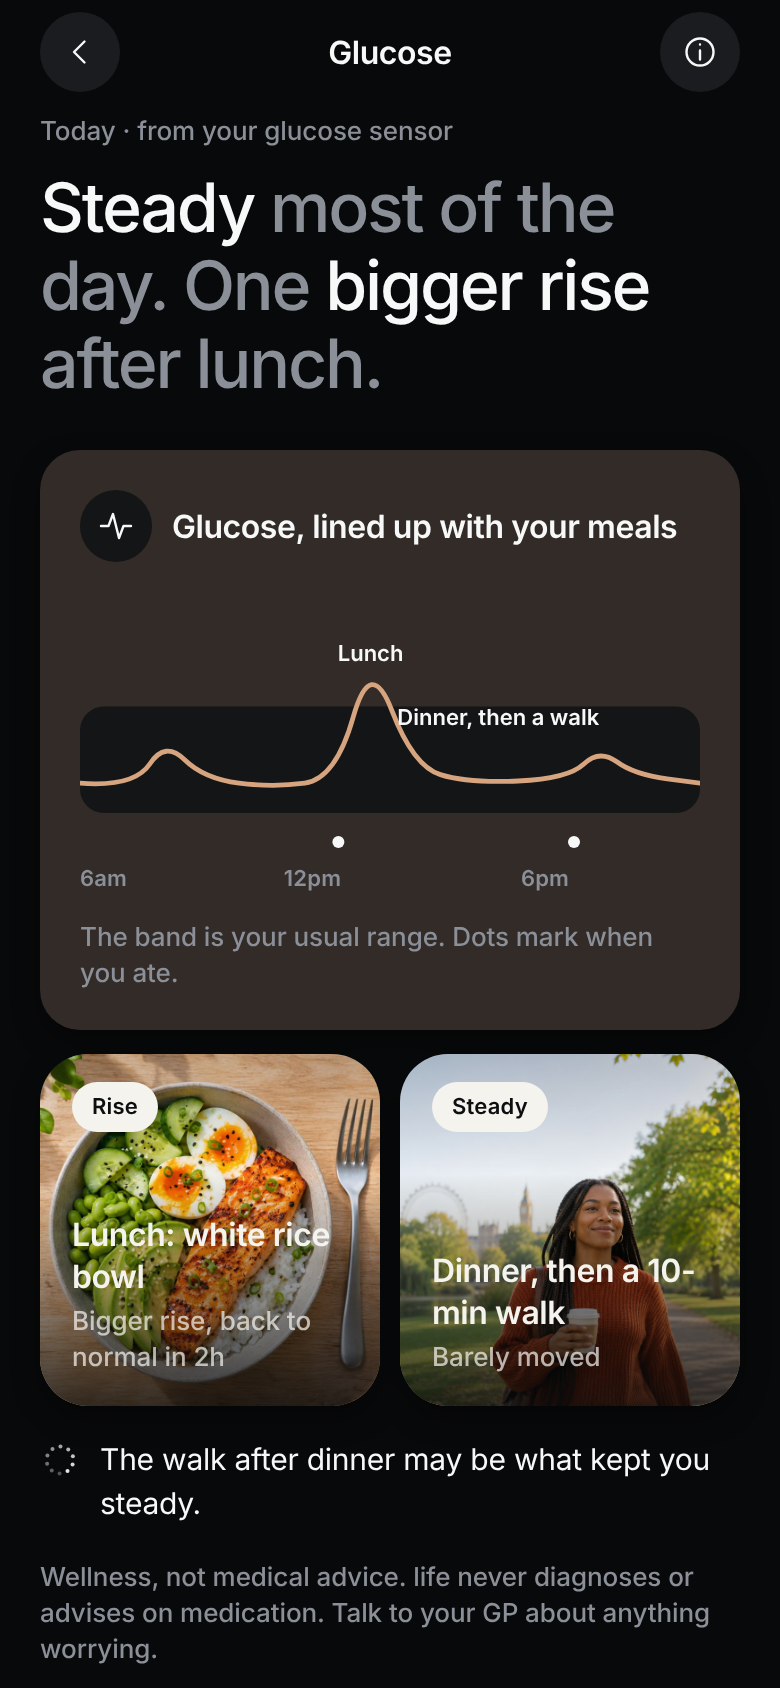 Glucose
Today · from your glucose sensor
Steady most of the
day. One bigger rise
after lunch.
Glucose, lined up with your meals
Lunch
Dinner, then a walk
6am 12pm 6pm
The band is your usual range. Dots mark when
you ate.
Rise
Lunch: white rice
bowl
Bigger rise, back to
normal in 2h
Steady
Dinner, then a 10-
min walk
Barely moved
The walk after dinner may be what kept you
steady.
Wellness, not medical advice. life never diagnoses or
advises on medication. Talk to your GP about anything
worrying.